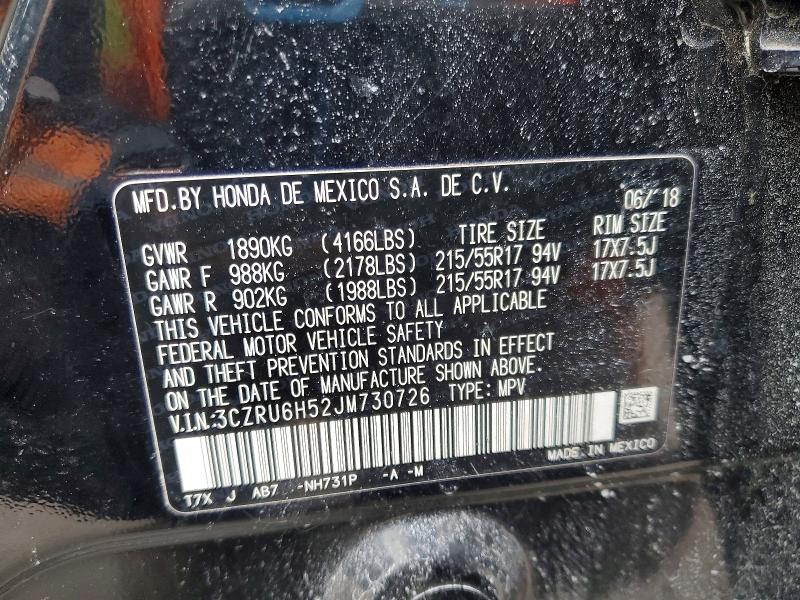 MFD.BY HONDA DE MEXICO S.A. DE C.V. 06/'18
GVWR 1890KG (4166LBS) TIRE SIZE RIM SIZE
GAWR F 988KG (2178LBS) 215/55R17 94V 17X7.5J
GAWR R 902KG (1988LBS) 215/55R17 94V 17X7.5J
THIS VEHICLE CONFORMS TO ALL APPLICABLE
FEDERAL MOTOR VEHICLE SAFETY
AND THEFT PREVENTION STANDARDS IN EFFECT
ON THE DATE OF MANUFACTURE SHOWN ABOVE.
V.I.N:3CZRU6H52JM730726 TYPE: MPV
MADE IN MEXICO
T7X J AB7 -NH731P -A -M